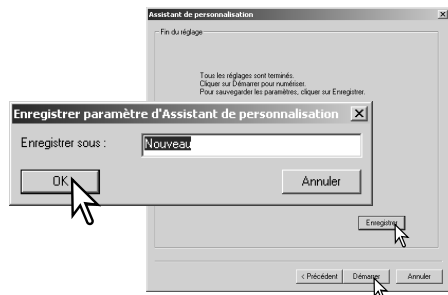 Assistant de personnalisation
Fin du réglage
Tous les réglages sont terminés.
Cliquer sur Démarrer pour numériser.
Pour sauvegarder les paramètres, cliquer sur Enregistrer.
Enregistrer paramètre d'Assistant de personnalisation
Enregistrer sous :
Nouveau
OK
Annuler
Enregistrer
< Précédent
Démarrer
Annuler